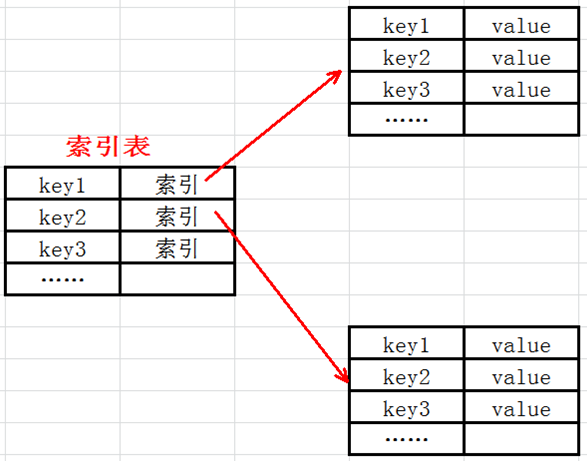 key1 value
key2 value
key3 value
……
索引表
key1 索引
key2 索引
key3 索引
……
key1 value
key2 value
key3 value
……